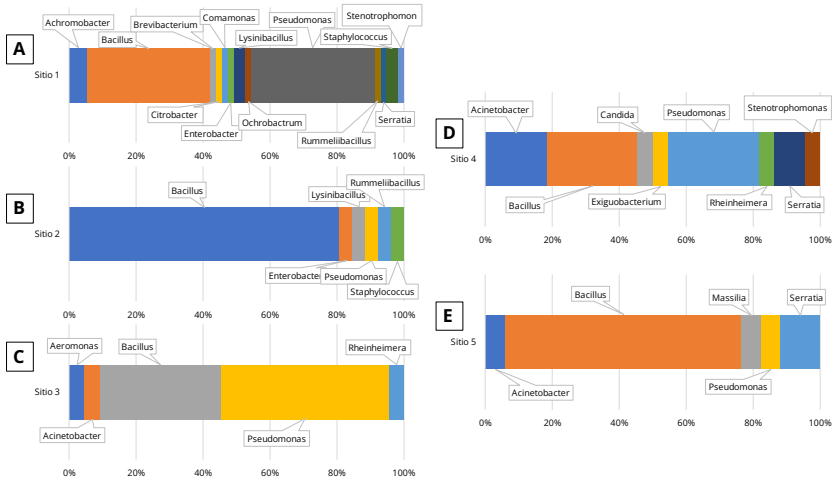 A
Sitio 1
Achromobacter
Bacillus
Brevibacterium
Comamonas
Lysinibacillus
Pseudomonas
Staphylococcus
Stenotrophomon
Citrobacter
Enterobacter
Ochrobactrum
Rummeliibacillus
Serratia
0% 20% 40% 60% 80% 100%
B
Sitio 2
Bacillus
Lysinibacillus
Rummeliibacillus
Enterobacter
Pseudomonas
Staphylococcus
0% 20% 40% 60% 80% 100%
C
Sitio 3
Aeromonas
Bacillus
Rheinheimera
Acinetobacter
Pseudomonas
0% 20% 40% 60% 80% 100%
D
Sitio 4
Acinetobacter
Candida
Pseudomonas
Stenotrophomonas
Bacillus
Exiguobacterium
Rheinheimera
Serratia
0% 20% 40% 60% 80% 100%
E
Sitio 5
Bacillus
Massilia
Serratia
Acinetobacter
Pseudomonas
0% 20% 40% 60% 80% 100%